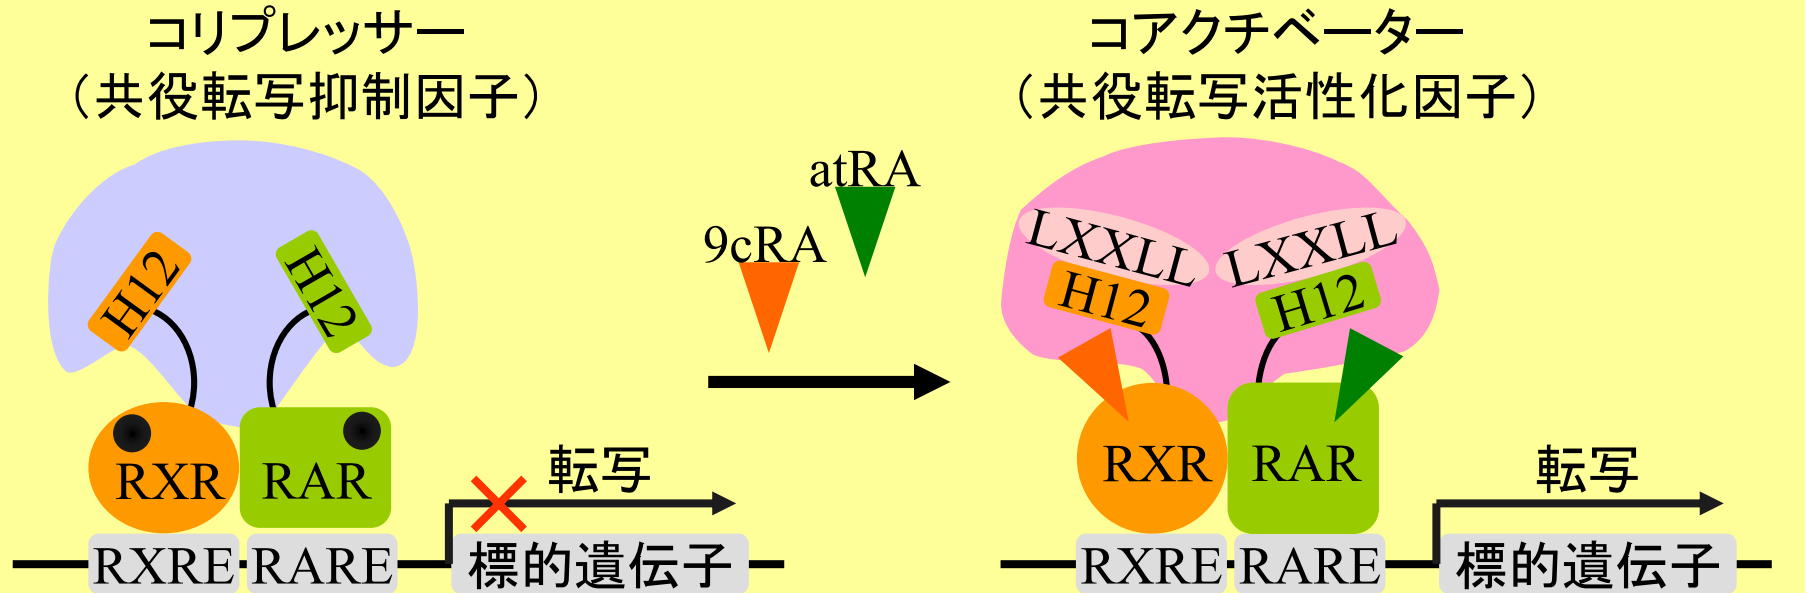 コリプレッサー
（共役転写抑制因子）
H12
H12
RXR
RAR
転写
RXRE
RARE
標的遺伝子
atRA
9cRA
コアクチベーター
（共役転写活性化因子）
LXXLL
LXXLL
H12
H12
RXR
RAR
転写
RXRE
RARE
標的遺伝子